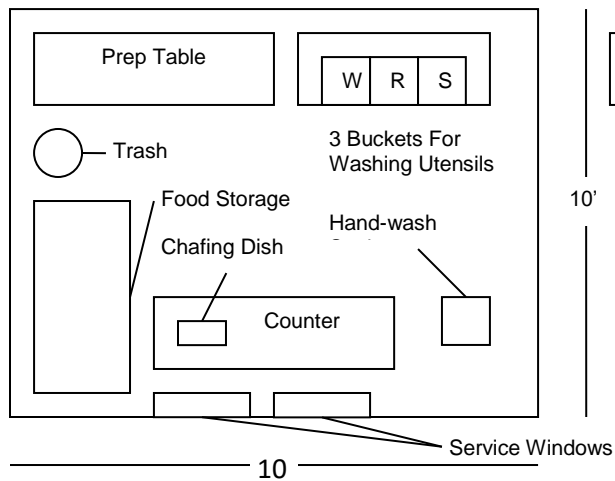 Prep Table
W R S
Trash
3 Buckets For
Washing Utensils
Food Storage
10’
Hand-wash
Chafing Dish
Counter
Service Windows
10